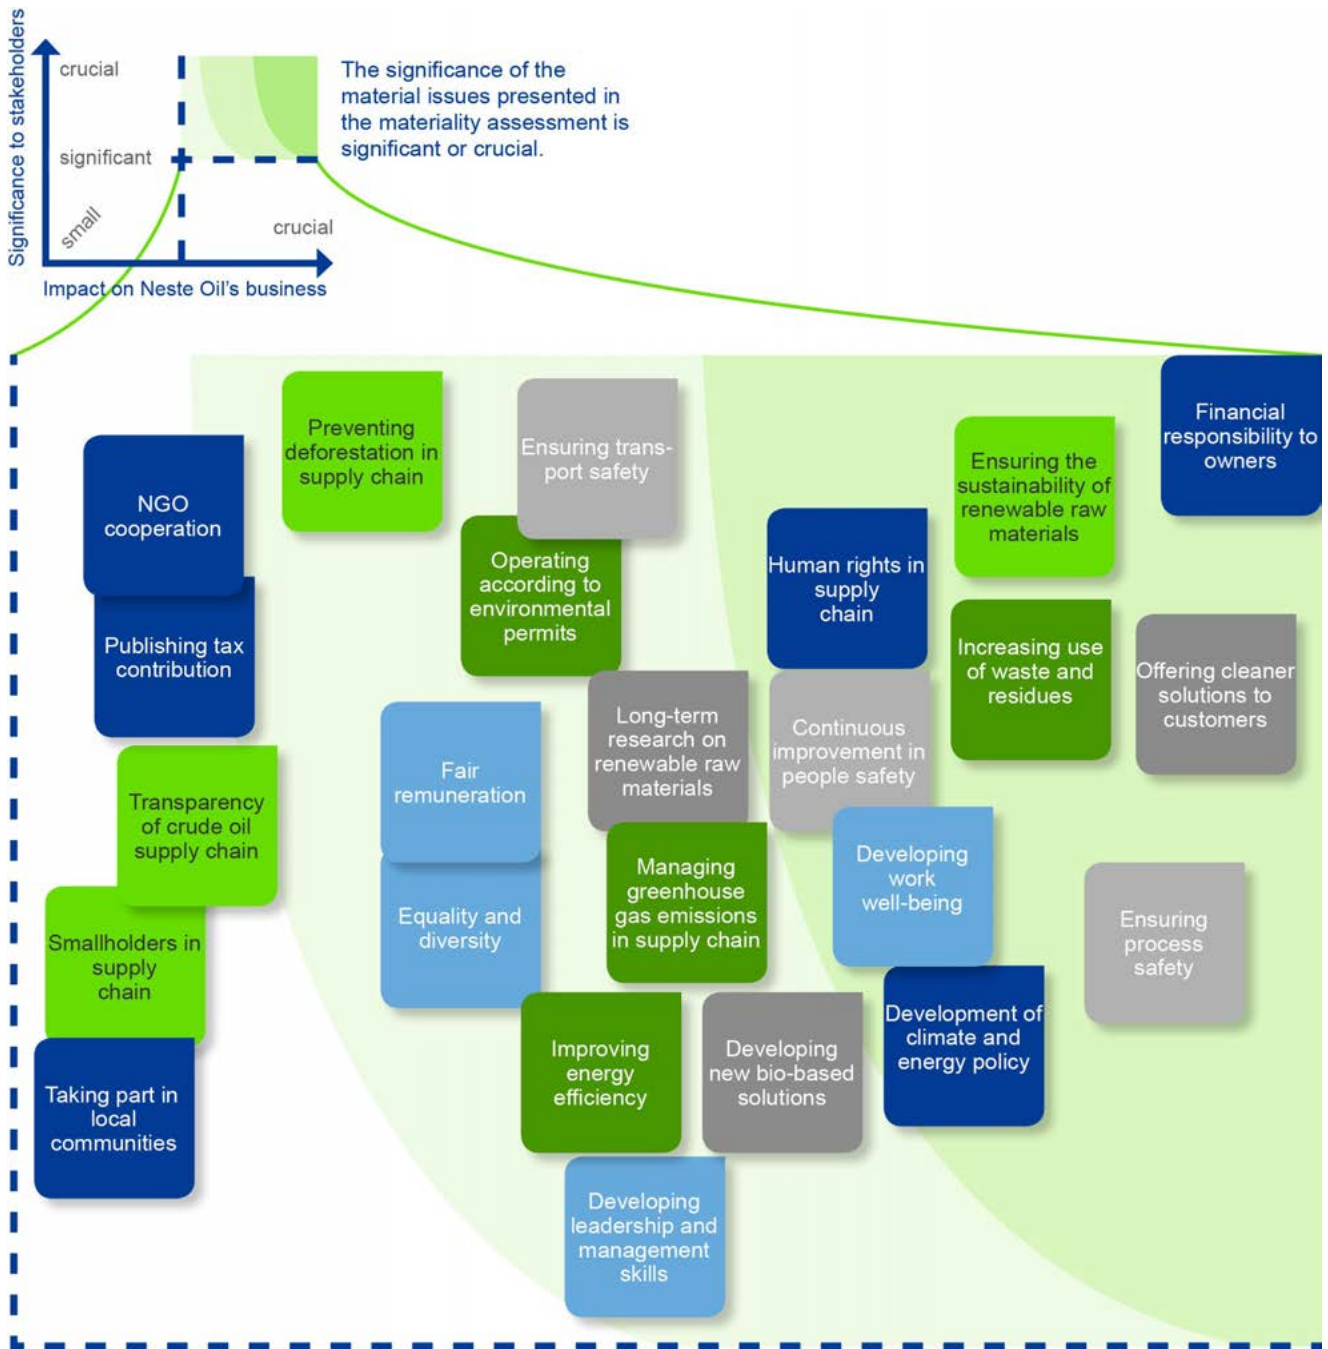 Significance to stakeholders
crucial
significant
small
crucial
Impact on Neste Oil's business
The significance of the
material issues presented in
the materiality assessment is
significant or crucial.
Financial
responsibility to
owners
Preventing
deforestation in
supply chain
Ensuring trans-
port safety
Ensuring the
sustainability of
renewable raw
materials
NGO
cooperation
Operating
according to
environmental
permits
Human rights in
supply
chain
Publishing tax
contribution
Increasing use
of waste and
residues
Offering cleaner
solutions to
customers
Long-term
research on
renewable raw
materials
Continuous
improvement in
people safety
Fair
remuneration
Transparency
of crude oil
supply chain
Managing
greenhouse
gas emissions
in supply chain
Developing
work
well-being
Equality and
diversity
Ensuring
process
safety
Smallholders in
supply
chain
Improving
energy
efficiency
Developing
new bio-based
solutions
Development of
climate and
energy policy
Taking part in
local
communities
Developing
leadership and
management
skills